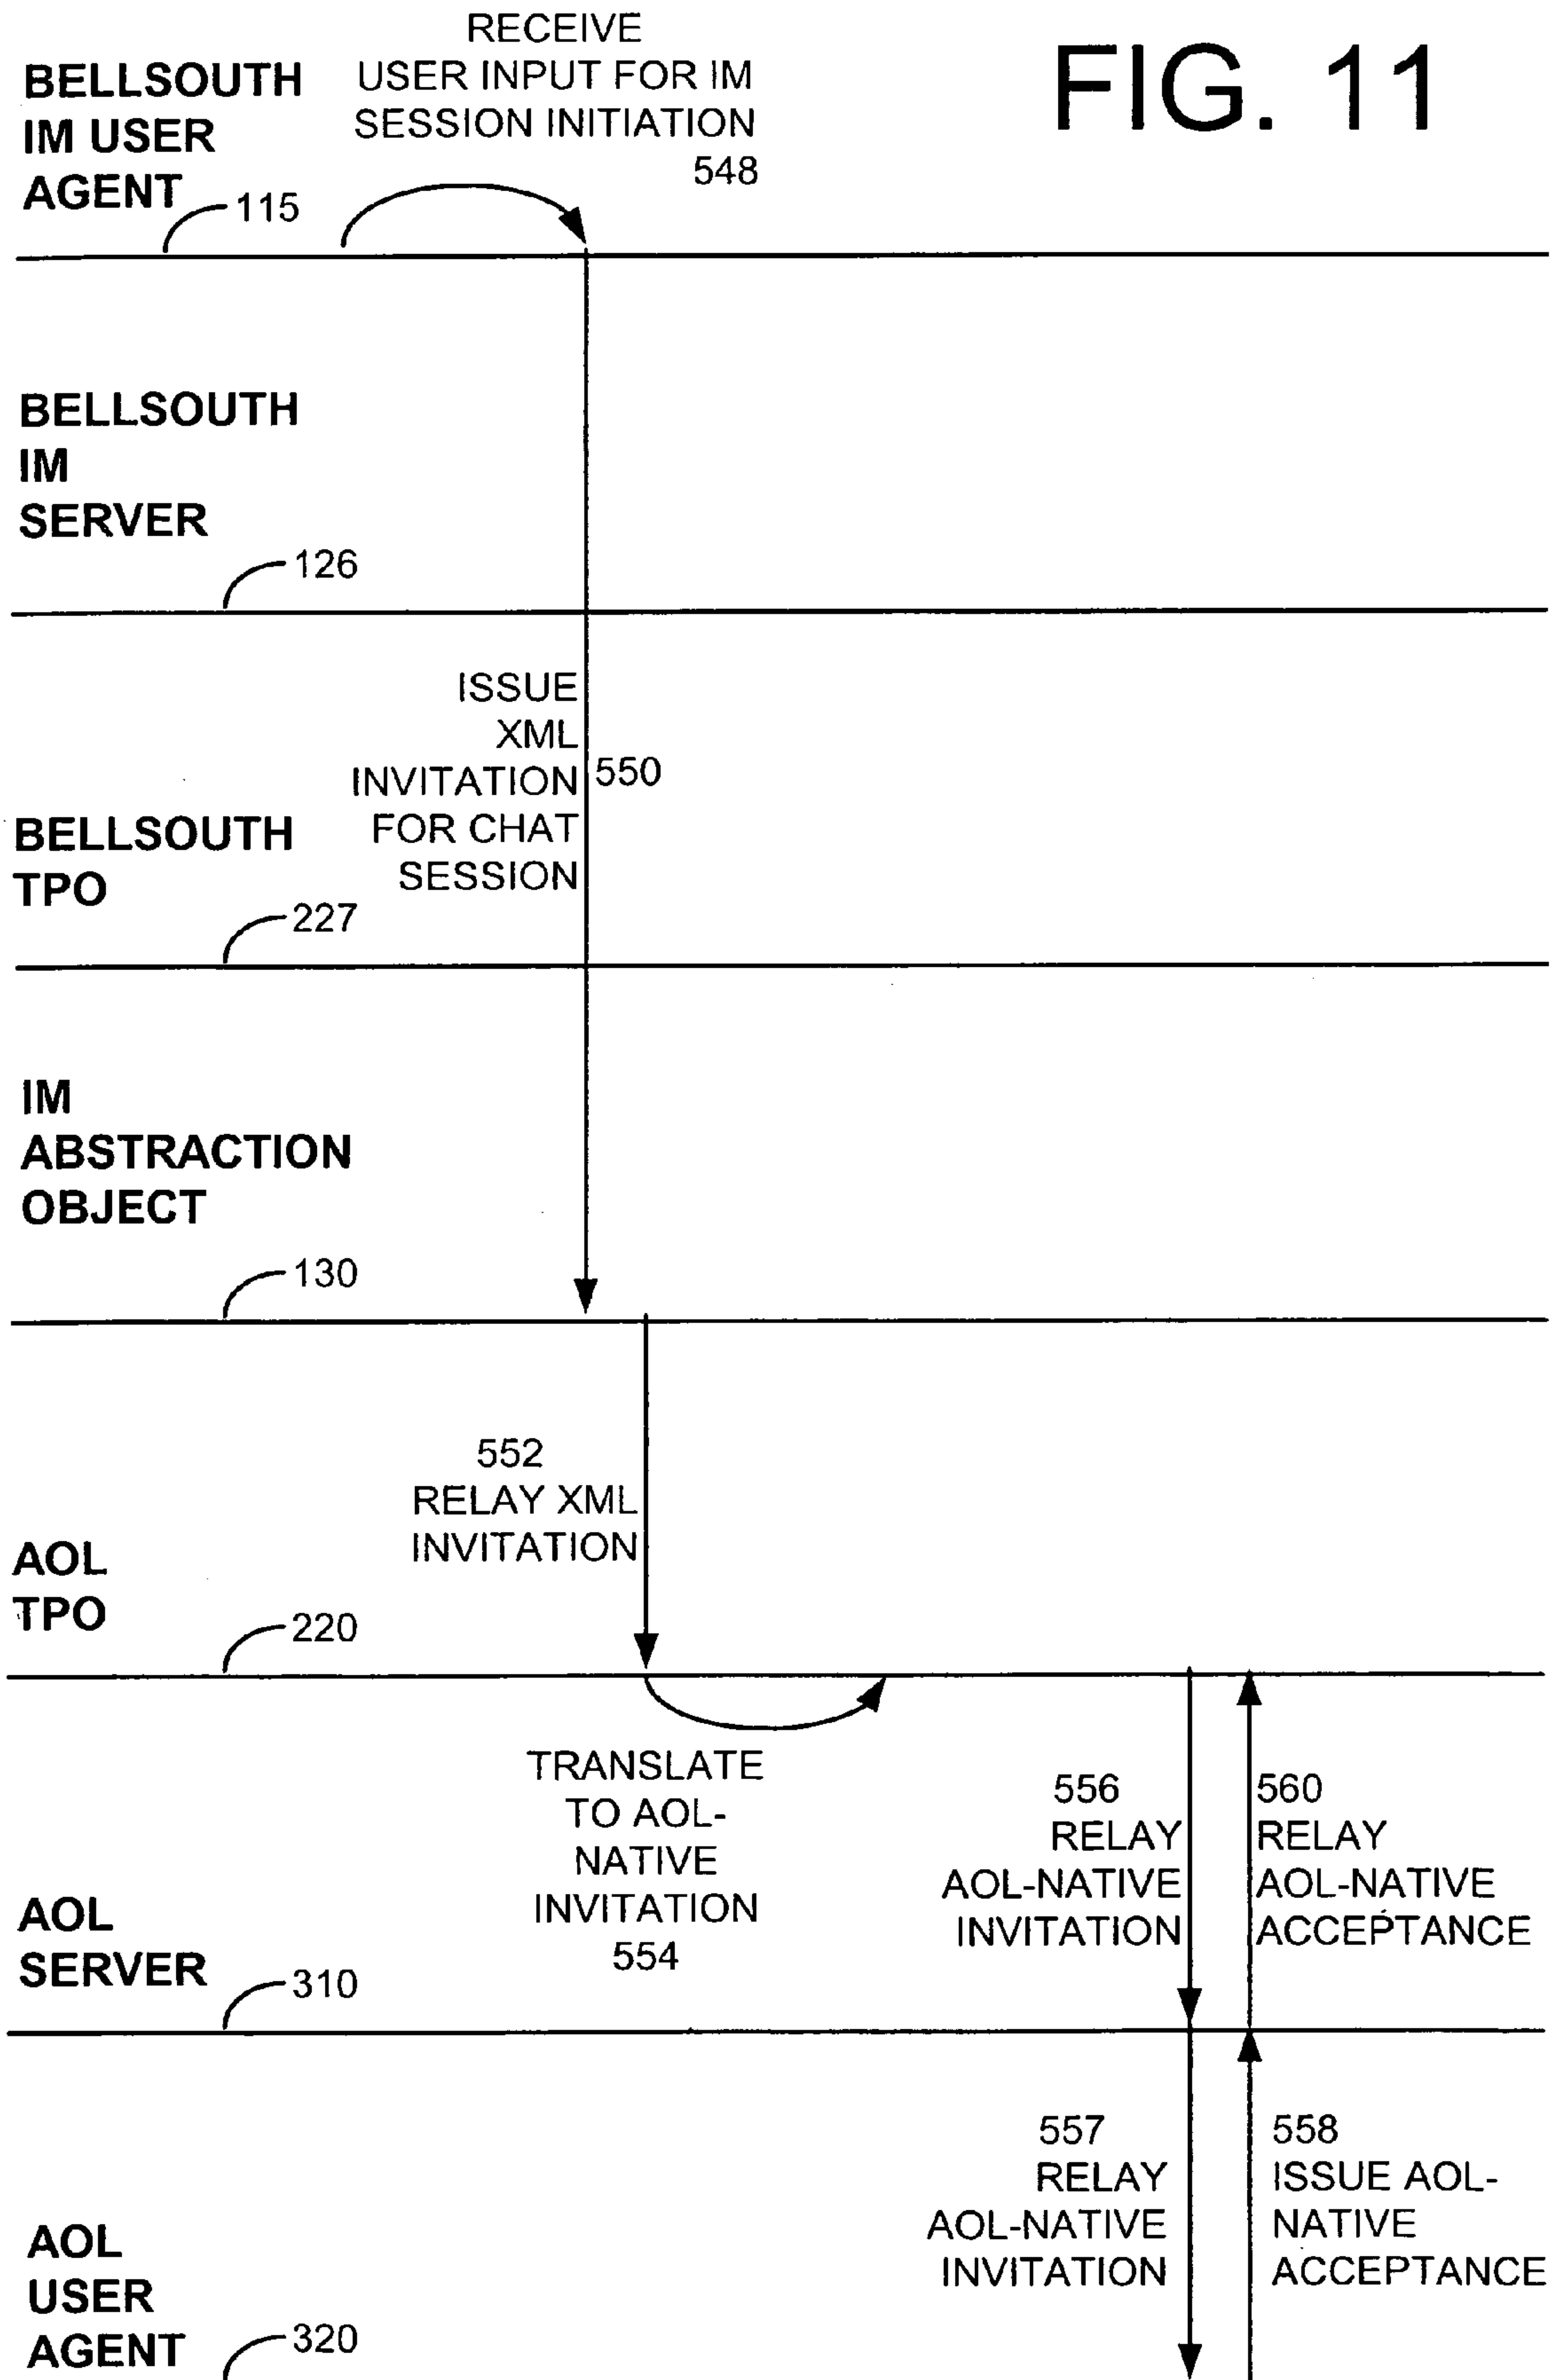 FIG. 11
BELLSOUTH
IM USER
AGENT
115
RECEIVE
USER INPUT FOR IM
SESSION INITIATION
548
BELLSOUTH
IM
SERVER
126
ISSUE
XML
INVITATION
FOR CHAT
SESSION
550
BELLSOUTH
TPO
227
IM
ABSTRACTION
OBJECT
130
552
RELAY XML
INVITATION
AOL
TPO
220
TRANSLATE
TO AOL-
NATIVE
INVITATION
554
556
RELAY
AOL-NATIVE
INVITATION
560
RELAY
AOL-NATIVE
ACCEPTANCE
AOL
SERVER
310
557
RELAY
AOL-NATIVE
INVITATION
558
ISSUE AOL-
NATIVE
ACCEPTANCE
AOL
USER
AGENT
320